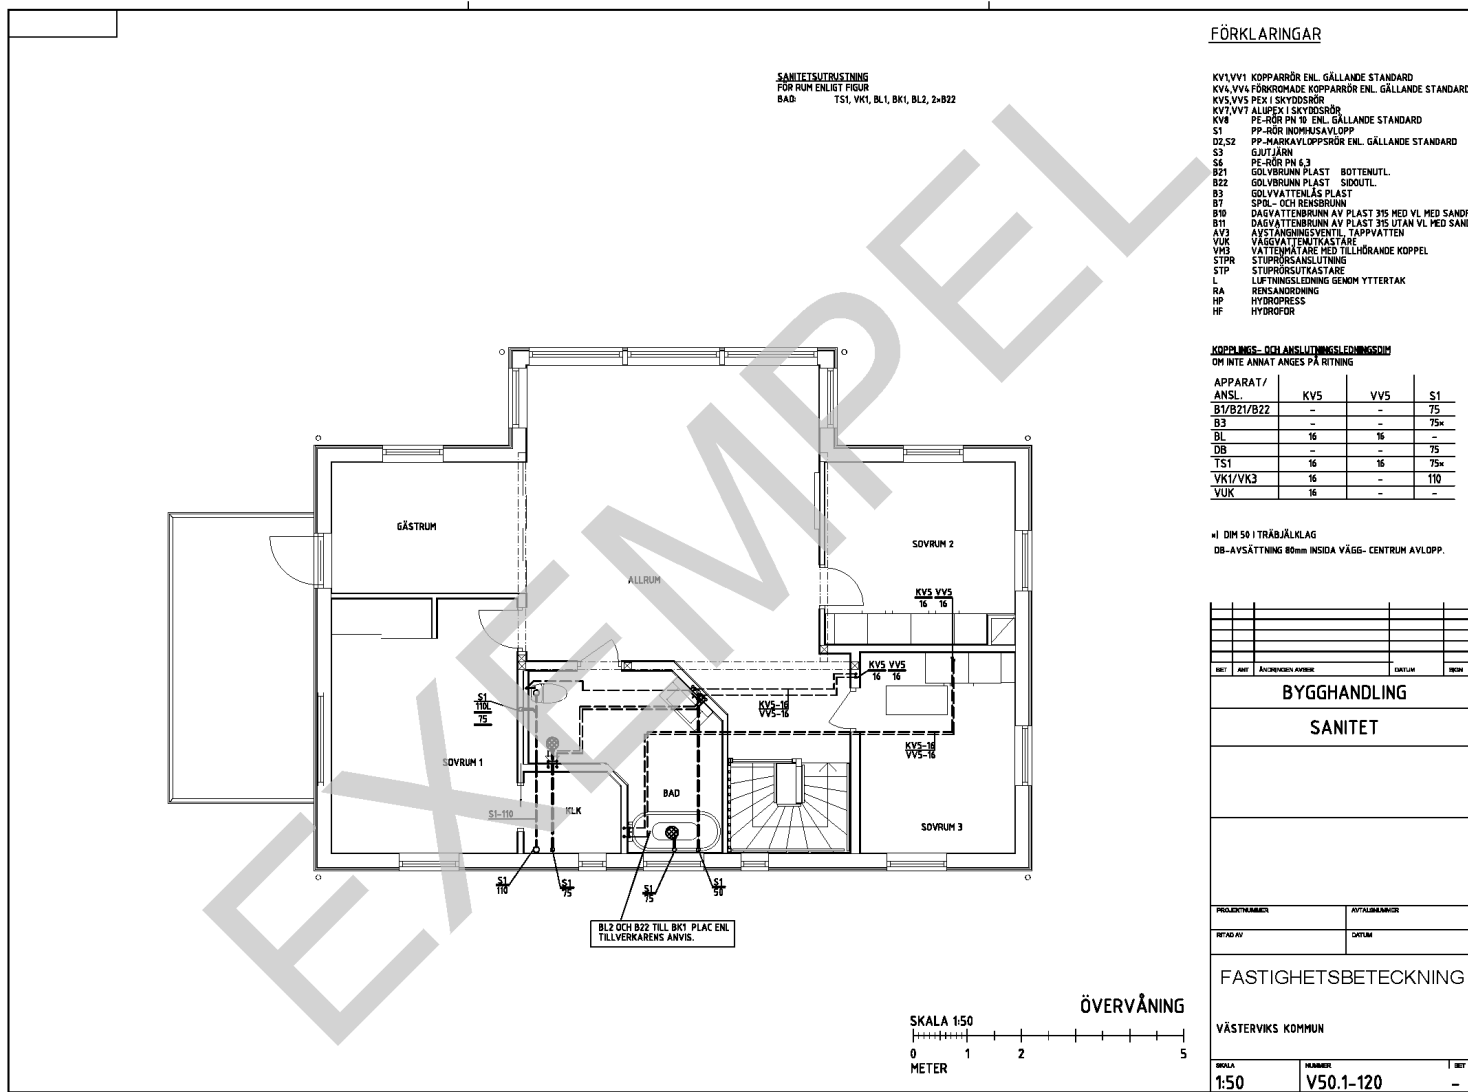 FÖRKLARINGAR
KV1,VV1 KOPPARRÖR ENL. GÄLLANDE STANDARD
KV4,VV4 FÖRKROMADE KOPPARRÖR ENL. GÄLLANDE STANDARD
KV5,VV5 PEX I SKYDDSRÖR
KV7,VV7 ALUPEX I SKYDDSRÖR
KV8 PE-RÖR PN 10 ENL. GÄLLANDE STANDARD
S1 PP-RÖR INOMHUSAVLOPP
D2,S2 PP-MARKAVLOPPSRÖR ENL. GÄLLANDE STANDARD
S3 GJUTJÄRN
S6 PE-RÖR PN 6,3
B21 GOLVBRUNN PLAST BOTTENUTL.
B22 GOLVBRUNN PLAST SIDOUTL.
B3 GOLVVATTENLÅS PLAST
B7 SPOL- OCH RENSBRUNN
B10 DAGVATTENBRUNN AV PLAST 315 MED VL MED SANDF
B11 DAGVATTENBRUNN AV PLAST 315 UTAN VL MED SAND
AV3 AVSTÄNGNINGSVENTIL, TAPPVATTEN
VUK VÄGGVATTENUTKASTARE
VM3 VATTENMÄTARE MED TILLHÖRANDE KOPPEL
STPR STUPRÖRSANSLUTNING
STP STUPRÖRSUTKASTARE
L LUFTNINGSLEDNING GENOM YTTERTAK
RA RENSANORDNING
HP HYDROPRESS
HF HYDROFOR
SANITETSUTRUSTNING
FÖR RUM ENLIGT FIGUR
BAD: TS1, VK1, BL1, BK1, BL2, 2×B22
KOPPLINGS- OCH ANSLUTNINGSLEDNINGSDIM
OM INTE ANNAT ANGES PÅ RITNING
APPARAT/
ANSL. KV5 VV5 S1
B1/B21/B22 - - 75
B3 - - 75*
BL 16 16 -
DB - - 75
TS1 16 16 75*
VK1/VK3 16 - 110
VUK 16 - -
*) DIM 50 I TRÄBJÄLKLAG
DB-AVSÄTTNING 80mm INSIDA VÄGG- CENTRUM AVLOPP.
EXEMPEL
GÄSTRUM
ALLRUM
SOVRUM 2
KV5 VV5
16 16
KV5 VV5
16 16
S1
110L
75
KV5-16
VV5-16
KV5-16
VV5-16
SOVRUM 1
BAD
S1-110
KLK
SOVRUM 3
S1
110
S1
75
S1
75
S1
50
BL2 OCH B22 TILL BK1 PLAC ENL
TILLVERKARENS ANVIS.
ÖVERVÅNING
SKALA 1:50
0 1 2 5
METER
BET ANT ÄNDRINGEN AVSER DATUM SIGN
BYGGHANDLING
SANITET
PROJEKTNUMMER AVTALSNUMMER
RITAD AV DATUM
FASTIGHETSBETECKNING
VÄSTERVIKS KOMMUN
SKALA NUMMER BET
1:50 V50.1-120 -